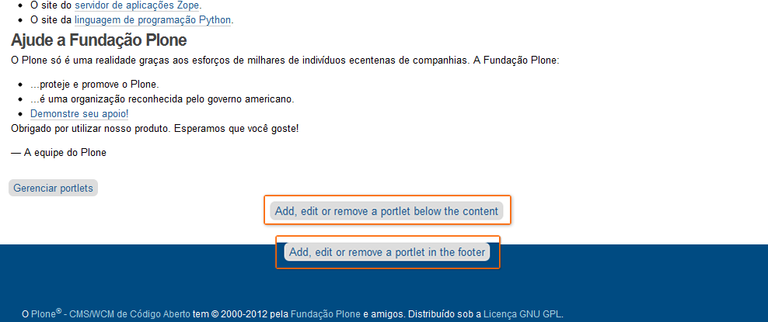 O site do servidor de aplicações Zope.
O site da linguagem de programação Python.
Ajude a Fundação Plone
O Plone só é uma realidade graças aos esforços de milhares de indivíduos ecentenas de companhias. A Fundação Plone:
...proteje e promove o Plone.
...é uma organização reconhecida pelo governo americano.
Demonstre seu apoio!
Obrigado por utilizar nosso produto. Esperamos que você goste!
— A equipe do Plone
Gerenciar portlets
Add, edit or remove a portlet below the content
Add, edit or remove a portlet in the footer
O Plone® - CMS/WCM de Código Aberto tem © 2000-2012 pela Fundação Plone e amigos. Distribuído sob a Licença GNU GPL.